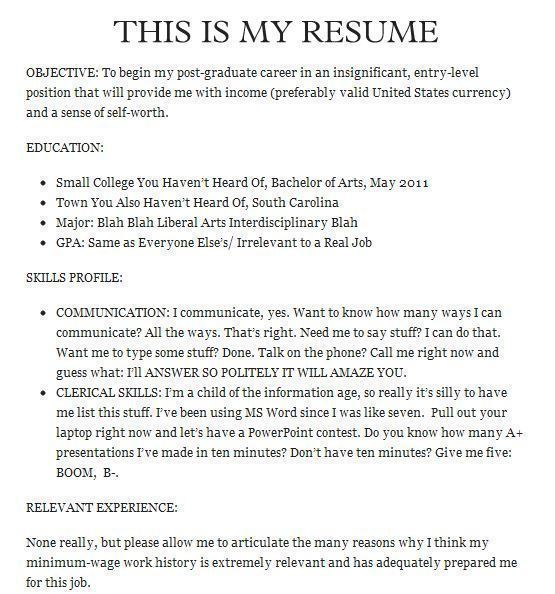 THIS IS MY RESUME
OBJECTIVE: To begin my post-graduate career in an insignificant, entry-level
position that will provide me with income (preferably valid United States currency)
and a sense of self-worth.
EDUCATION:
• Small College You Haven't Heard Of, Bachelor of Arts, May 2011
• Town You Also Haven't Heard Of, South Carolina
• Major: Blah Blah Liberal Arts Interdisciplinary Blah
• GPA: Same as Everyone Else's/ Irrelevant to a Real Job
SKILLS PROFILE:
• COMMUNICATION: I communicate, yes. Want to know how many ways I can
communicate? All the ways. That's right. Need me to say stuff? I can do that.
Want me to type some stuff? Done. Talk on the phone? Call me right now and
guess what: I'll ANSWER SO POLITELY IT WILL AMAZE YOU.
• CLERICAL SKILLS: I'm a child of the information age, so really it's silly to have
me list this stuff. I've been using MS Word since I was like seven.  Pull out your
laptop right now and let's have a PowerPoint contest. Do you know how many A+
presentations I've made in ten minutes? Don't have ten minutes? Give me five:
BOOM,  B-.
RELEVANT EXPERIENCE:
None really, but please allow me to articulate the many reasons why I think my
minimum-wage work history is extremely relevant and has adequately prepared me
for this job.